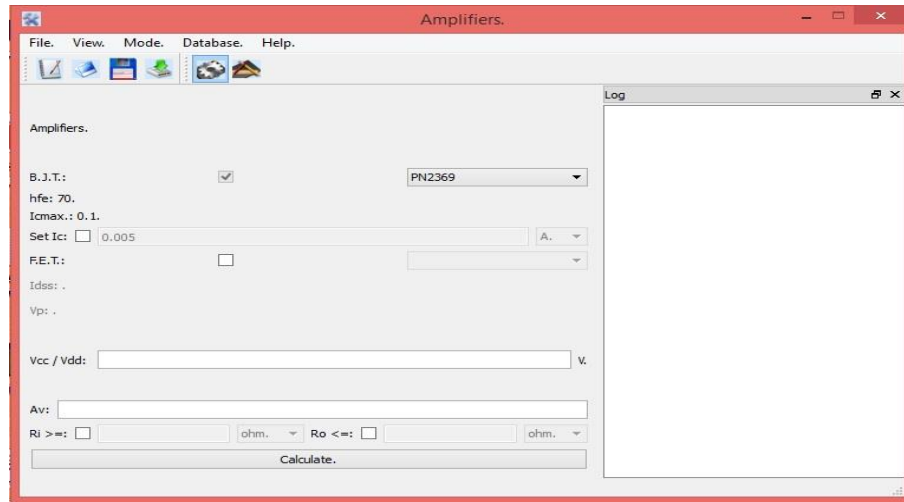 Amplifiers.
File. View. Mode. Database. Help.
Log
Amplifiers.
B.J.T.: PN2369
hfe: 70.
Icmax.: 0.1.
Set Ic: 0.005 A.
F.E.T.:
Idss: .
Vp: .
Vcc / Vdd: V.
Av:
Ri >=: ohm. Ro <=: ohm.
Calculate.